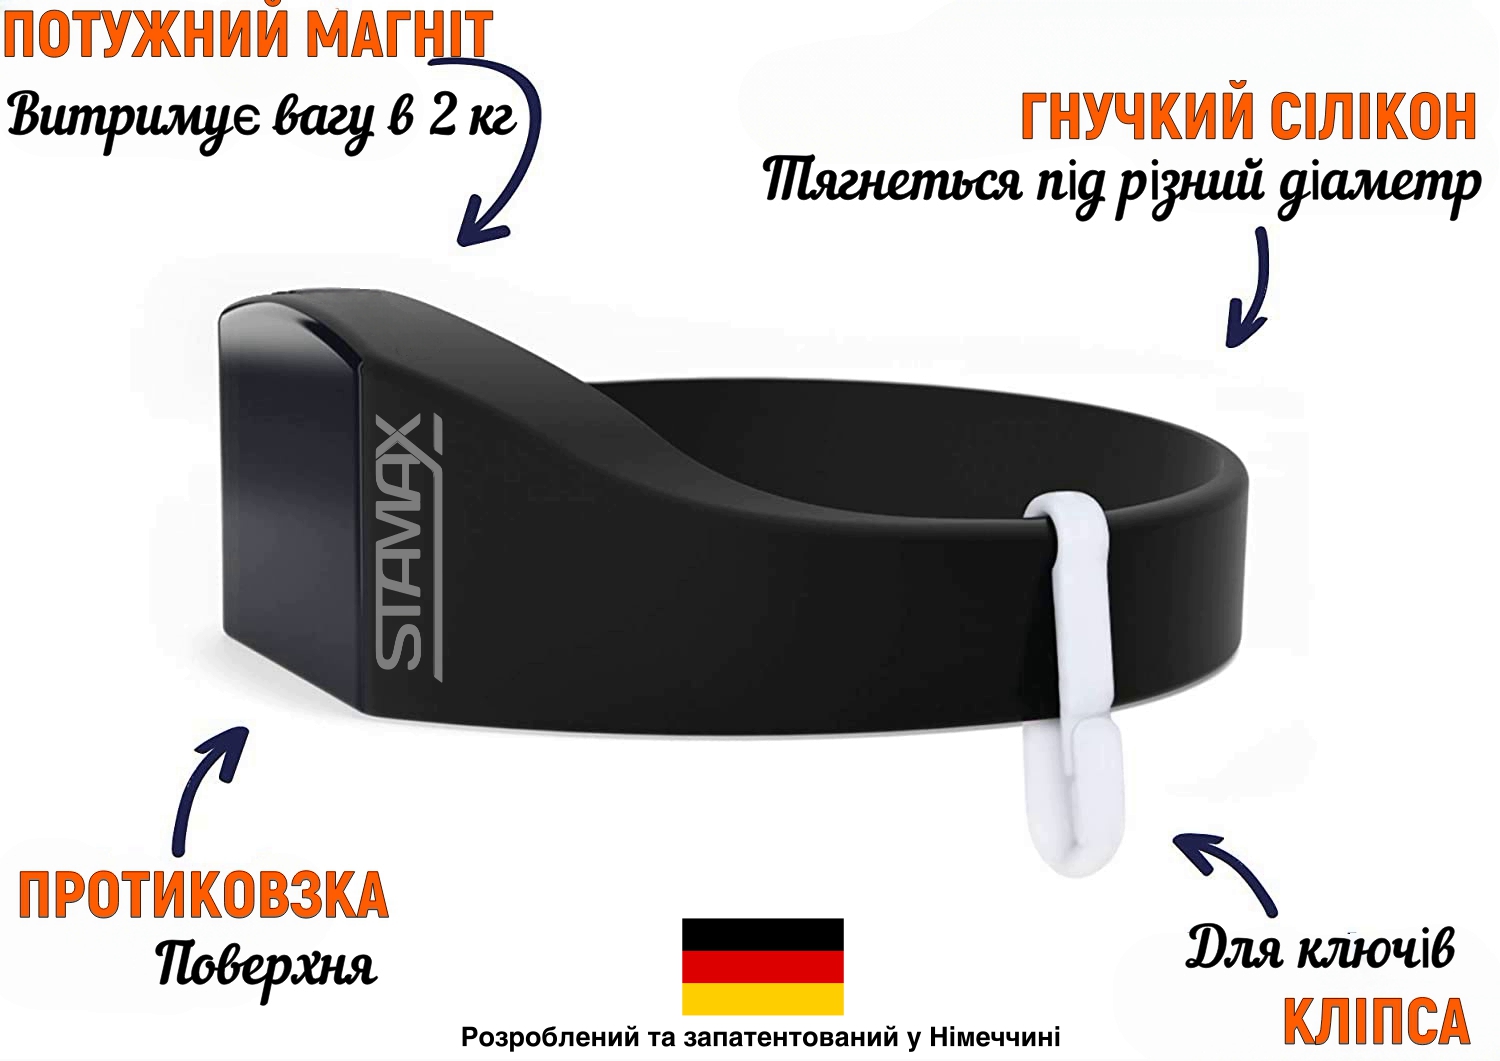 ПОТУЖНИЙ МАГНІТ
Витримує вагу в 2 кг
ГНУЧКИЙ СІЛІКОН
Тягнеться під різний діаметр
STAMAX
ПРОТИКОВЗКА
Поверхня
Для ключів
КЛІПСА
Розроблений та запатентований у Німеччині